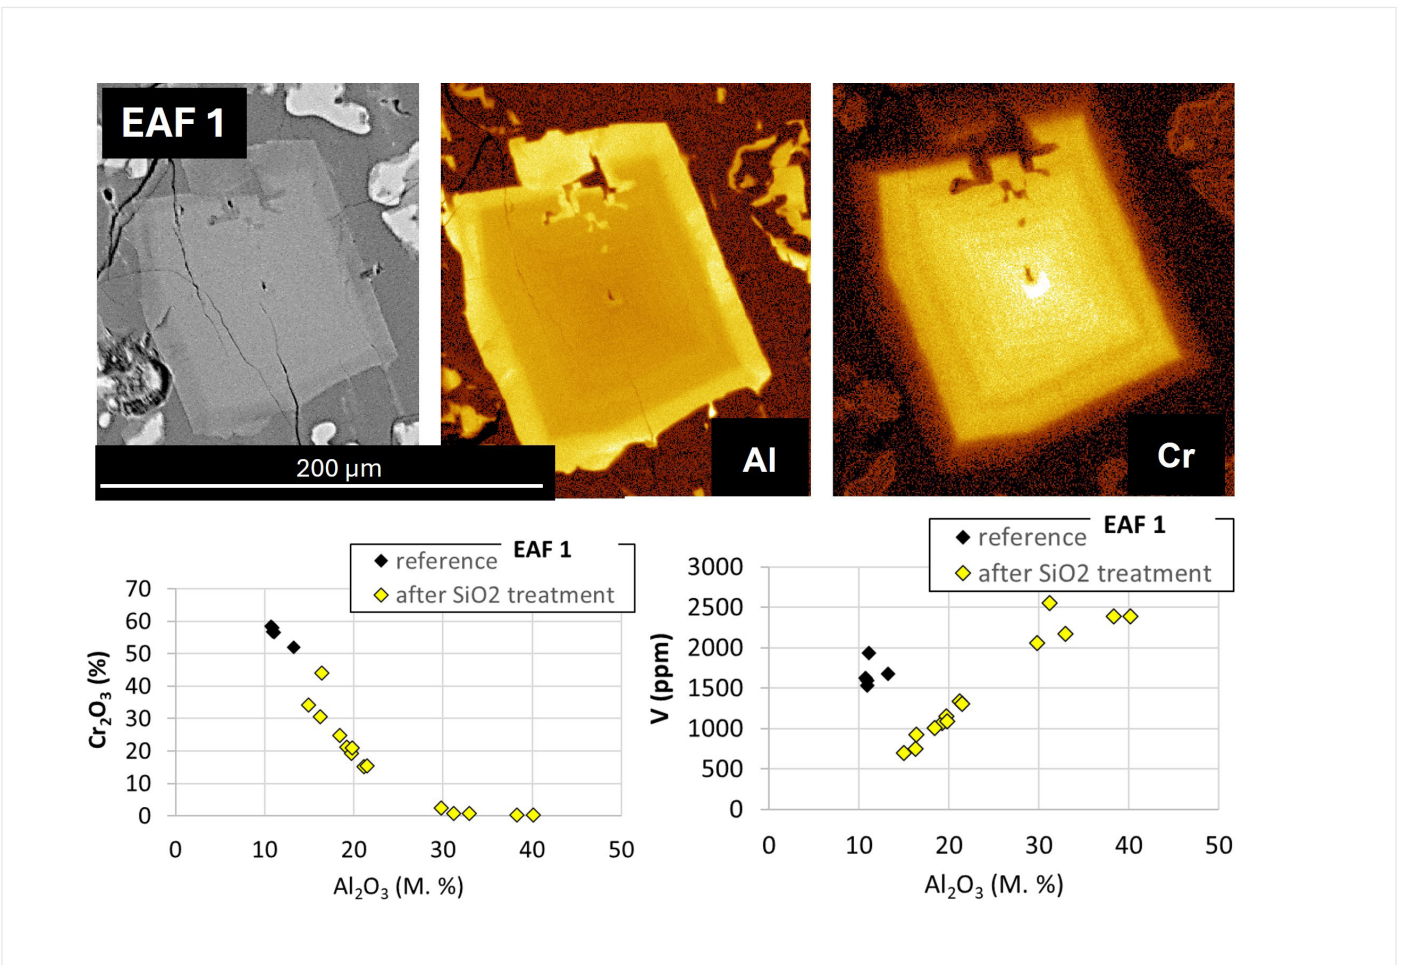 EAF 1
Al
Cr
200 µm
EAF 1
reference
after SiO2 treatment
70
60
50
40
30
20
10
0
Cr₂O₃ (%)
0 10 20 30 40 50
Al₂O₃ (M. %)
EAF 1
reference
after SiO2 treatment
3000
2500
2000
1500
1000
500
0
V (ppm)
0 10 20 30 40 50
Al₂O₃ (M. %)